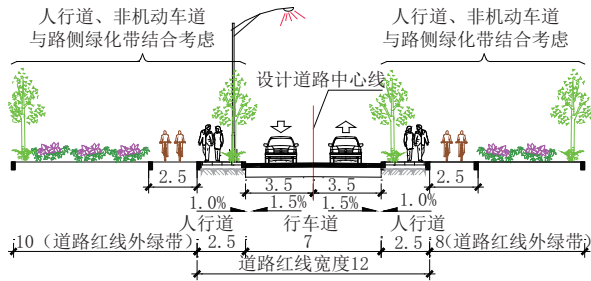 人行道、非机动车道
与路侧绿化带结合考虑
人行道、非机动车道
与路侧绿化带结合考虑
设计道路中心线
2.5
3.5
3.5
2.5
1.0%
1.5%
1.5%
1.0%
人行道
行车道
人行道
10（道路红线外绿带）
2.5
7
2.5
8(道路红线外绿带)
道路红线宽度12